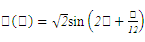 □(□) = √2sin (2□ + □/12)